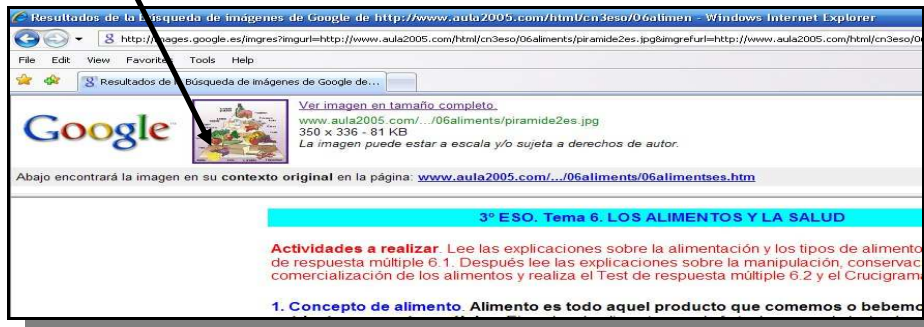 Resultados de la Búsqueda de imágenes de Google de http://www.aula2005.com/html/cn3eso/06alimen - Windows Internet Explorer
http://images.google.es/imgres?imgurl=http://www.aula2005.com/html/cn3eso/06aliments/piramide2es.jpg&imgrefurl=http://www.aula2005.com/html/cn3eso/0
File Edit View Favorites Tools Help
Resultados de la Búsqueda de imágenes de Google de...
Ver imagen en tamaño completo.
Google
www.aula2005.com/.../06aliments/piramide2es.jpg
350 x 336 - 81 KB
La imagen puede estar a escala y/o sujeta a derechos de autor.
Abajo encontrará la imagen en su contexto original en la página: www.aula2005.com/.../06aliments/06alimentses.htm
3º ESO. Tema 6. LOS ALIMENTOS Y LA SALUD
Actividades a realizar. Lee las explicaciones sobre la alimentación y los tipos de alimento
de respuesta múltiple 6.1. Después lee las explicaciones sobre la manipulación, conservac
comercialización de los alimentos y realiza el Test de respuesta múltiple 6.2 y el Crucigram
1. Concepto de alimento. Alimento es todo aquel producto que comemos o bebemo